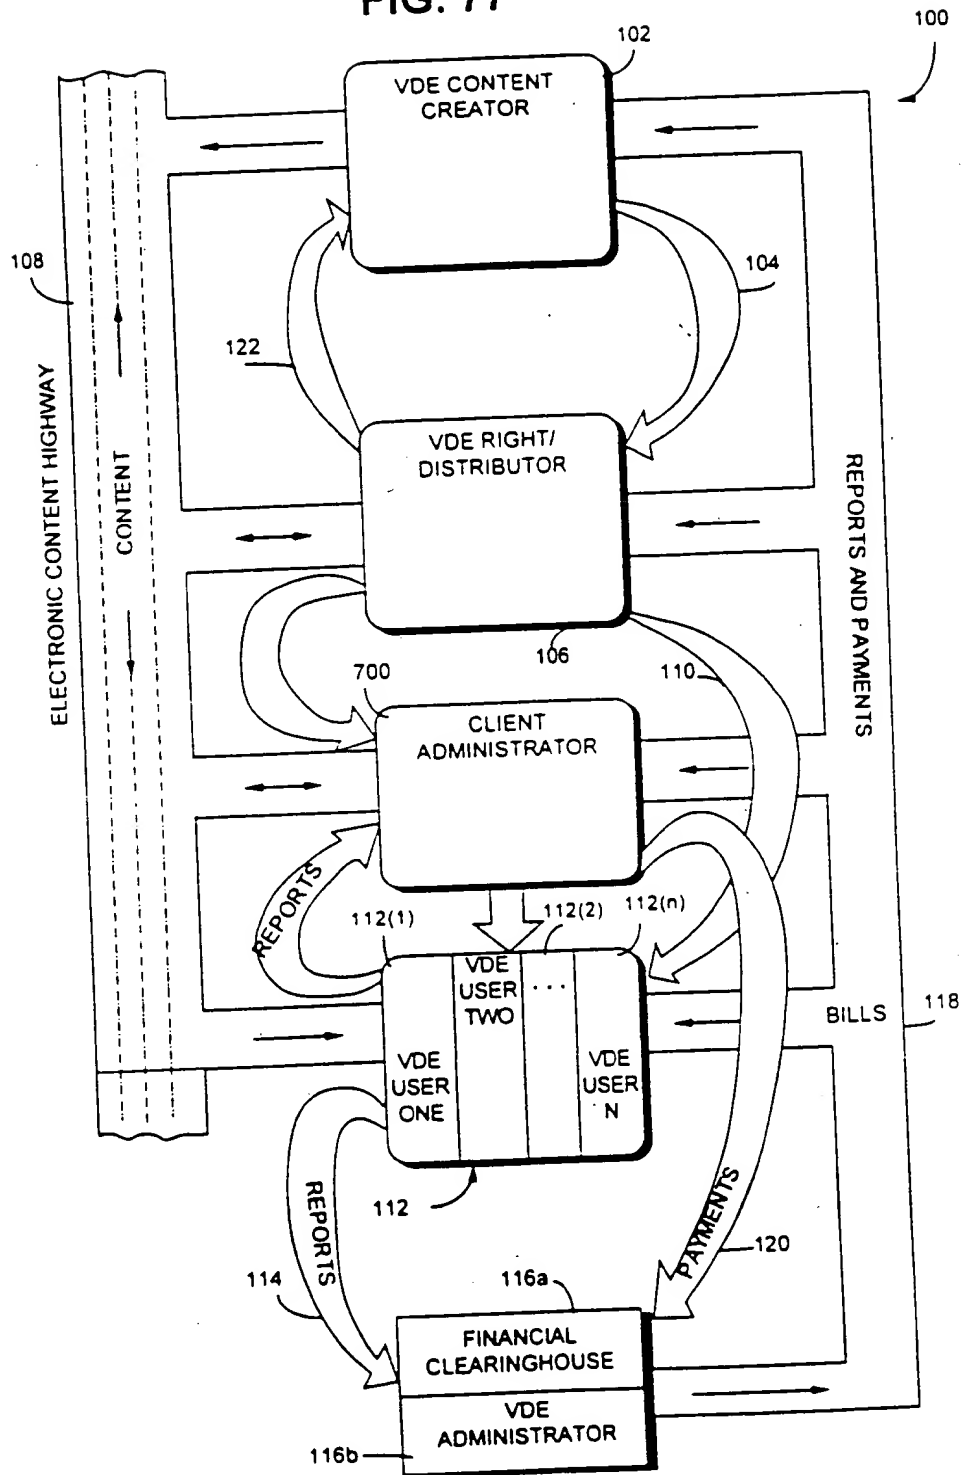 FIG. 77
100
102
VDE CONTENT
CREATOR
108
104
122
ELECTRONIC CONTENT HIGHWAY
CONTENT
VDE RIGHT/
DISTRIBUTOR
REPORTS AND PAYMENTS
106
110
700
CLIENT
ADMINISTRATOR
REPORTS
112(1)
112(2)
112(n)
VDE
USER
TWO
...
BILLS
118
VDE
USER
ONE
VDE
USER
N
112
REPORTS
PAYMENTS
114
120
116a
FINANCIAL
CLEARINGHOUSE
VDE
ADMINISTRATOR
116b